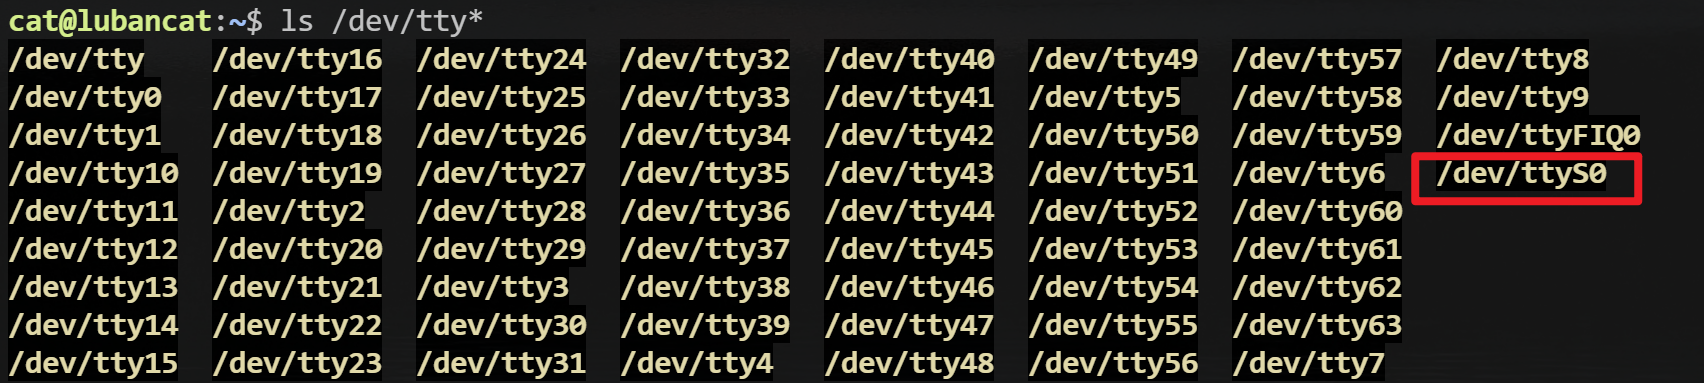 cat@lubancat:~$ ls /dev/tty*
/dev/tty /dev/tty16 /dev/tty24 /dev/tty32 /dev/tty40 /dev/tty49 /dev/tty57 /dev/tty8
/dev/tty0 /dev/tty17 /dev/tty25 /dev/tty33 /dev/tty41 /dev/tty5 /dev/tty58 /dev/tty9
/dev/tty1 /dev/tty18 /dev/tty26 /dev/tty34 /dev/tty42 /dev/tty50 /dev/tty59 /dev/ttyFIQ0
/dev/tty10 /dev/tty19 /dev/tty27 /dev/tty35 /dev/tty43 /dev/tty51 /dev/tty6 /dev/ttyS0
/dev/tty11 /dev/tty2 /dev/tty28 /dev/tty36 /dev/tty44 /dev/tty52 /dev/tty60
/dev/tty12 /dev/tty20 /dev/tty29 /dev/tty37 /dev/tty45 /dev/tty53 /dev/tty61
/dev/tty13 /dev/tty21 /dev/tty3 /dev/tty38 /dev/tty46 /dev/tty54 /dev/tty62
/dev/tty14 /dev/tty22 /dev/tty30 /dev/tty39 /dev/tty47 /dev/tty55 /dev/tty63
/dev/tty15 /dev/tty23 /dev/tty31 /dev/tty4 /dev/tty48 /dev/tty56 /dev/tty7